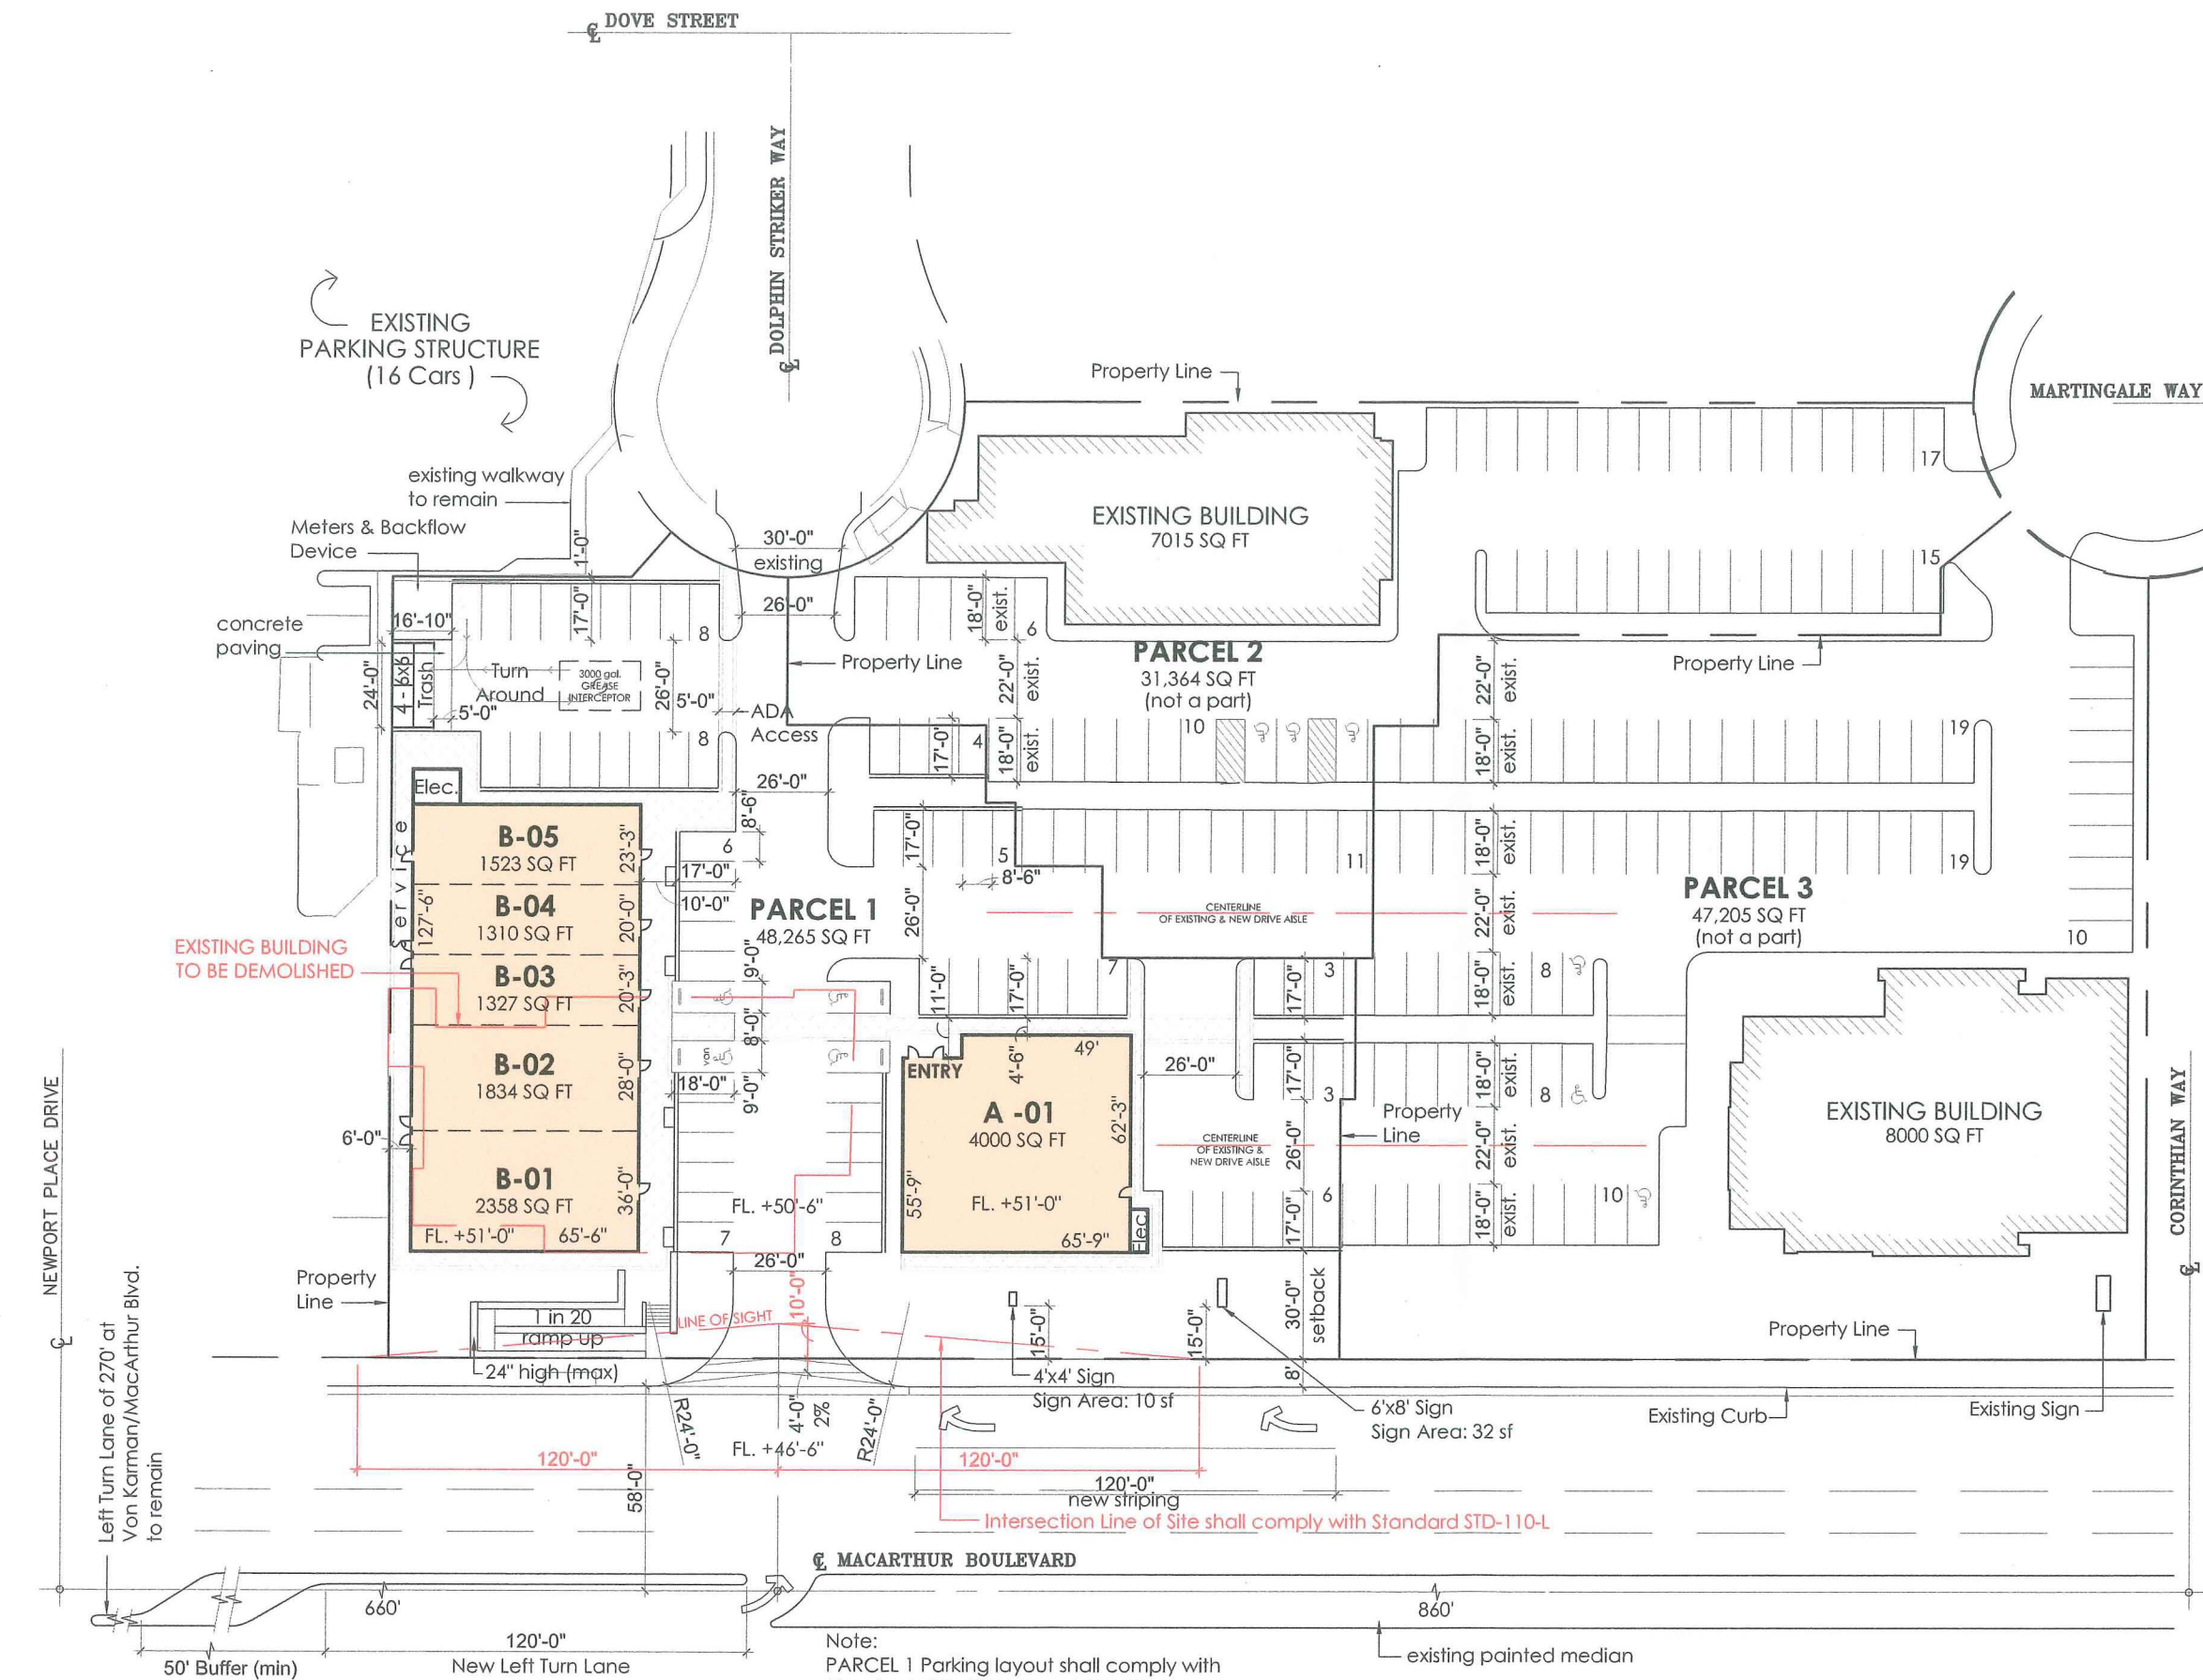 ℄ DOVE STREET
℄ DOLPHIN STRIKER WAY
EXISTING
PARKING STRUCTURE
(16 Cars )
Property Line
MARTINGALE WAY
existing walkway
to remain
Meters & Backflow
Device
1'-0"
30'-0"
existing
EXISTING BUILDING
7015 SQ FT
17
15
concrete
paving
16'-10"
17'-0"
8
26'-0"
18'-0"
exist.
6
24'-0"
4 - 6x6
Trash
5'-0"
Turn
Around
3000 gal.
GREASE
INTERCEPTOR
26'-0"
5'-0"
8
ADA
Access
Property Line
22'-0"
exist.
PARCEL 2
31,364 SQ FT
(not a part)
22'-0"
exist.
Property Line
17'-0"
4
18'-0"
exist.
10
18'-0"
exist.
19
Elec.
26'-0"
8'-6"
Service
127'-6"
B-05
1523 SQ FT
23'-3"
6
17'-0"
10'-0"
17'-0"
5
8'-6"
11
18'-0"
exist.
19
B-04
1310 SQ FT
20'-0"
PARCEL 1
48,265 SQ FT
26'-0"
CENTERLINE
OF EXISTING & NEW DRIVE AISLE
22'-0"
exist.
PARCEL 3
47,205 SQ FT
(not a part)
10
EXISTING BUILDING
TO BE DEMOLISHED
B-03
1327 SQ FT
20'-3"
9'-0"
11'-0"
17'-0"
7
17'-0"
3
18'-0"
exist.
8
8'-0"
van
B-02
1834 SQ FT
28'-0"
18'-0"
9'-0"
ENTRY
4'-6"
49'
26'-0"
17'-0"
3
18'-0"
exist.
8
A -01
4000 SQ FT
62'-3"
55'-9"
FL. +51'-0"
65'-9"
Elec.
Property
Line
EXISTING BUILDING
8000 SQ FT
6'-0"
CENTERLINE
OF EXISTING &
NEW DRIVE AISLE
26'-0"
22'-0"
exist.
B-01
2358 SQ FT
36'-0"
FL. +51'-0"
65'-6"
FL. +50'-6"
7
8
17'-0"
6
18'-0"
exist.
10
NEWPORT PLACE DRIVE
℄
CORINTHIAN WAY
℄
26'-0"
Property
Line
1 in 20
ramp up
LINE OF SIGHT
10'-0"
15'-0"
15'-0"
30'-0"
setback
8'
Property Line
24" high (max)
4'x4' Sign
Sign Area: 10 sf
6'x8' Sign
Sign Area: 32 sf
Existing Curb
Existing Sign
R24'-0"
4'-0"
2%
R24'-0"
FL. +46'-6"
120'-0"
120'-0"
58'-0"
120'-0"
new striping
Intersection Line of Site shall comply with Standard STD-110-L
Left Turn Lane of 270' at
Von Karman/MacArthur Blvd.
to remain
℄ MACARTHUR BOULEVARD
660'
860'
120'-0"
50' Buffer (min)
New Left Turn Lane
Note:
PARCEL 1 Parking layout shall comply with
existing painted median